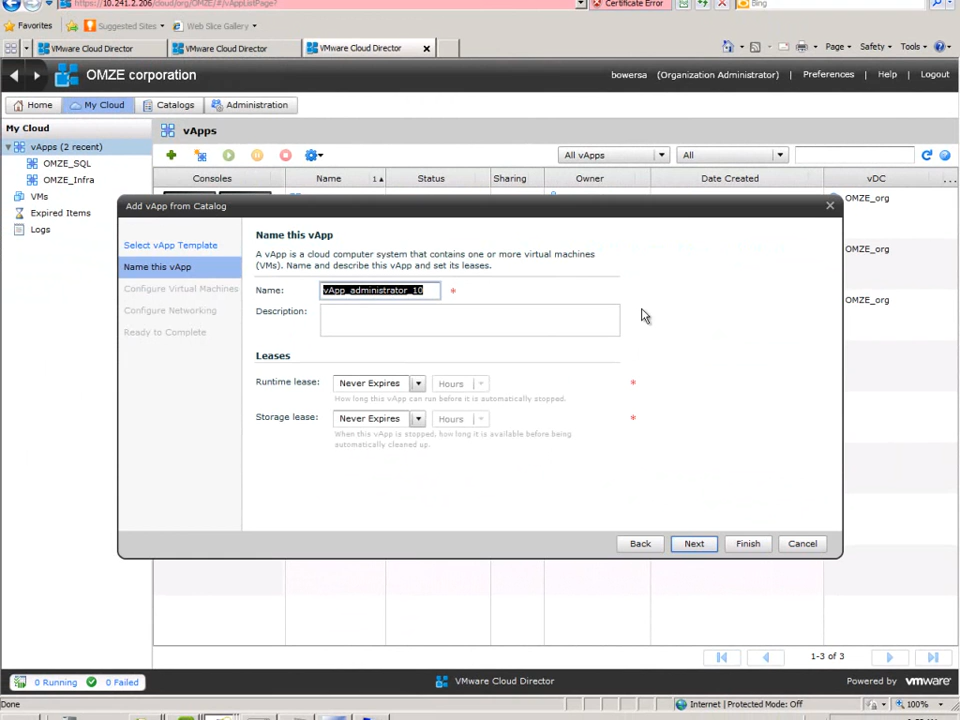 https://10.241.2.206/cloud/org/OMZE/#/vAppListPage?
Certificate Error
Bing
Favorites
Suggested Sites
Web Slice Gallery
VMware Cloud Director
VMware Cloud Director
VMware Cloud Director
Page
Safety
Tools
OMZE corporation
bowersa (Organization Administrator)
Preferences
Help
Logout
Home
My Cloud
Catalogs
Administration
My Cloud
vApps
vApps (2 recent)
OMZE_SQL
OMZE_Infra
VMs
Expired Items
Logs
All vApps
All
Consoles
Name
1
Status
Sharing
Owner
Date Created
vDC
...
OMZE_org
OMZE_org
OMZE_org
Add vApp from Catalog
Select vApp Template
Name this vApp
Configure Virtual Machines
Configure Networking
Ready to Complete
Name this vApp
A vApp is a cloud computer system that contains one or more virtual machines
(VMs). Name and describe this vApp and set its leases.
Name: vApp_administrator_10 *
Description:
Leases
Runtime lease: Never Expires Hours *
How long this vApp can run before it is automatically stopped.
Storage lease: Never Expires Hours *
When this vApp is stopped, how long it is available before being
automatically cleaned up.
Back
Next
Finish
Cancel
1-3 of 3
0 Running
0 Failed
VMware Cloud Director
Powered by vmware
Done
Internet | Protected Mode: Off
100%